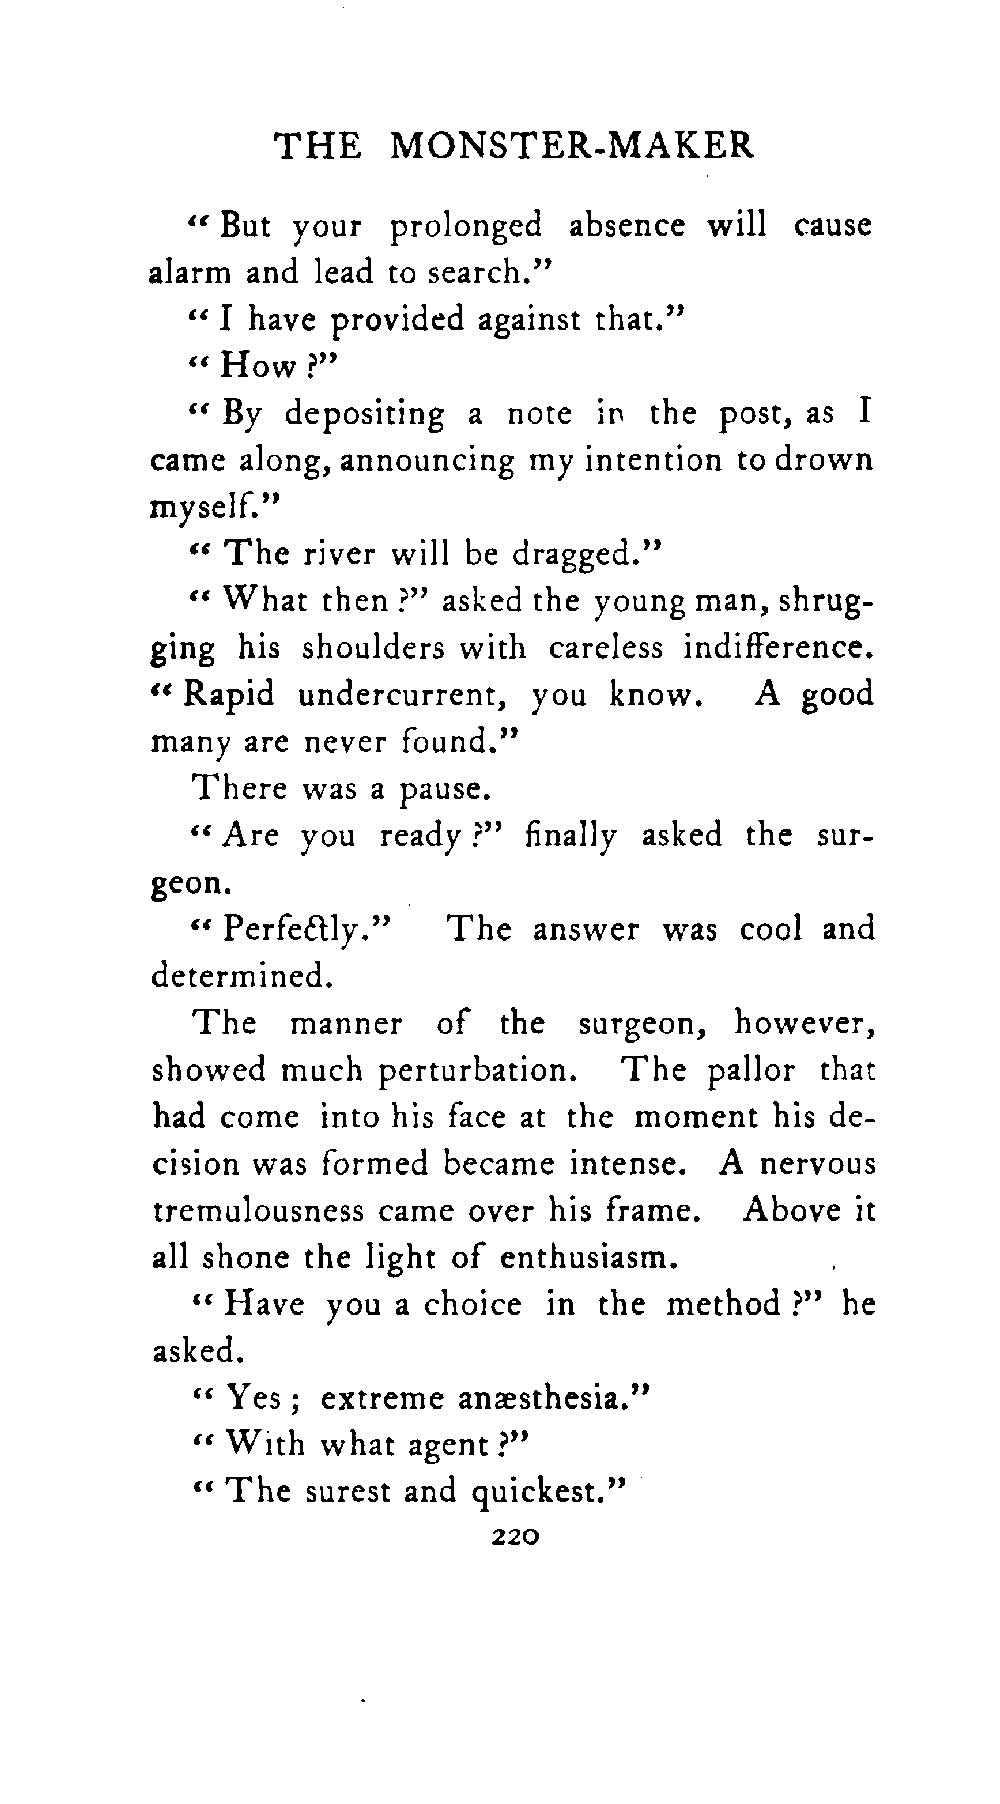 THE MONSTER-MAKER
“ But your prolonged absence will cause
alarm and lead to search.”
“ I have provided against that.”
“ How ?”
“ By depositing a note in the post, as I
came along, announcing my intention to drown
myself.”
“ The river will be dragged.”
“ What then ?” asked the young man, shrug-
ging his shoulders with careless indifference.
“ Rapid undercurrent, you know. A good
many are never found.”
There was a pause.
“ Are you ready ?” finally asked the sur-
geon.
“ Perfectly.” The answer was cool and
determined.
The manner of the surgeon, however,
showed much perturbation. The pallor that
had come into his face at the moment his de-
cision was formed became intense. A nervous
tremulousness came over his frame. Above it
all shone the light of enthusiasm.
“ Have you a choice in the method ?” he
asked.
“ Yes ; extreme anæsthesia.”
“ With what agent ?”
“ The surest and quickest.”
220